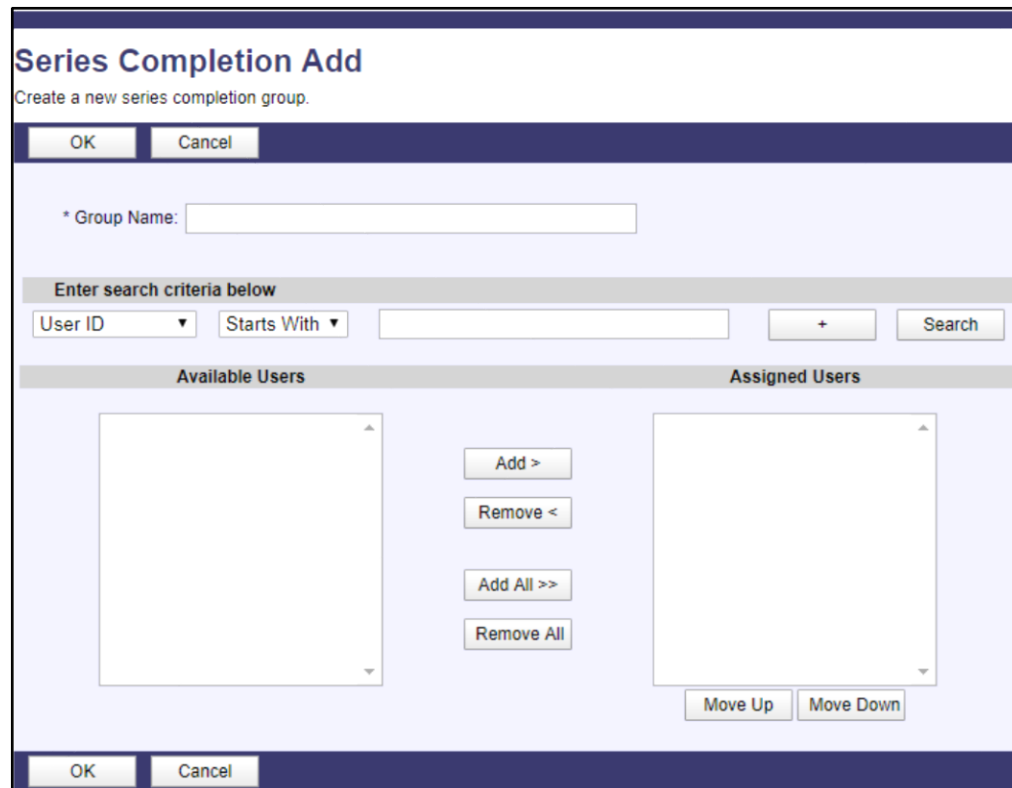 Series Completion Add
Create a new series completion group.
OK Cancel
* Group Name:
Enter search criteria below
User ID Starts With + Search
Available Users Assigned Users
Add >
Remove <
Add All >>
Remove All
Move Up Move Down
OK Cancel